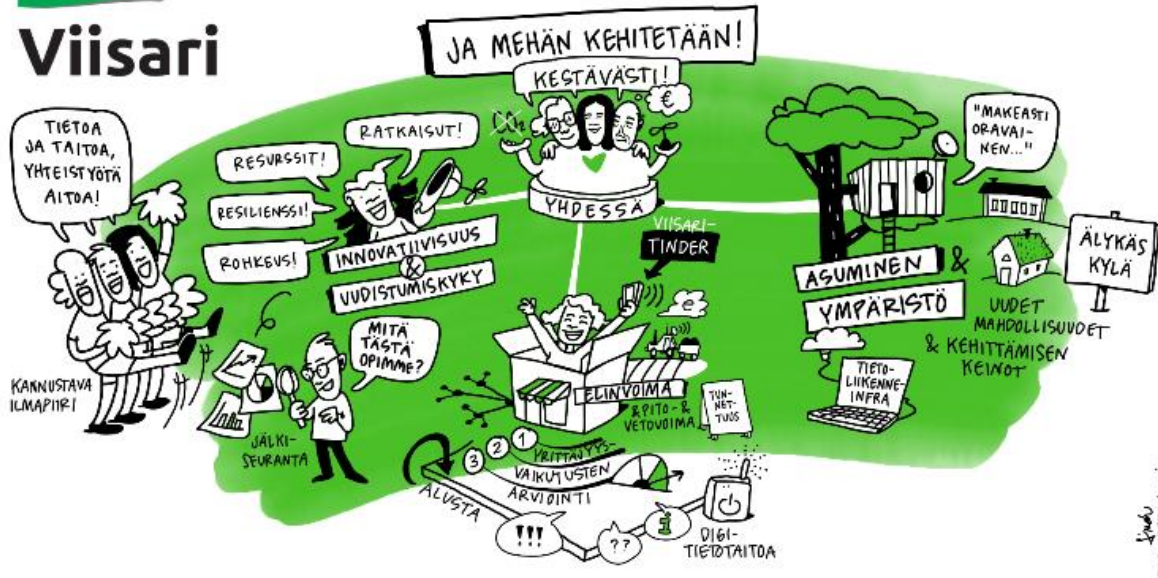 Viisari
JA MEHÄN KEHITETÄÄN!
KESTÄVÄSTI!
€
CO₂
YHDESSÄ
TIETOA
JA TAITOA,
YHTEISTYÖTÄ
AITOA!
KANNUSTAVA
ILMAPIIRI
RATKAISUT!
RESURSSIT!
RESILIENSSI!
ROHKEUS!
INNOVATIIVISUUS
&
UUDISTUMISKYKY
MITÄ
TÄSTÄ
OPIMME?
JÄLKI-
SEURANTA
VIISARI-
TINDER
e
ELINVOIMA
& PITO- &
VETOVOIMA
TUN-
NET-
TUUS
1
2
3
YRITTÄJYYS-
VAIKUTUSTEN
ARVIOINTI
ALUSTA
!!!
??
i
DIGI-
TIETOTAITOA
"MAKEASTI
ORAVAI-
NEN..."
ASUMINEN &
YMPÄRISTÖ
ÄLYKÄS
KYLÄ
UUDET
MAHDOLLISUUDET
& KEHITTÄMISEN
KEINOT
TIETO-
LIIKENNE-
INFRA